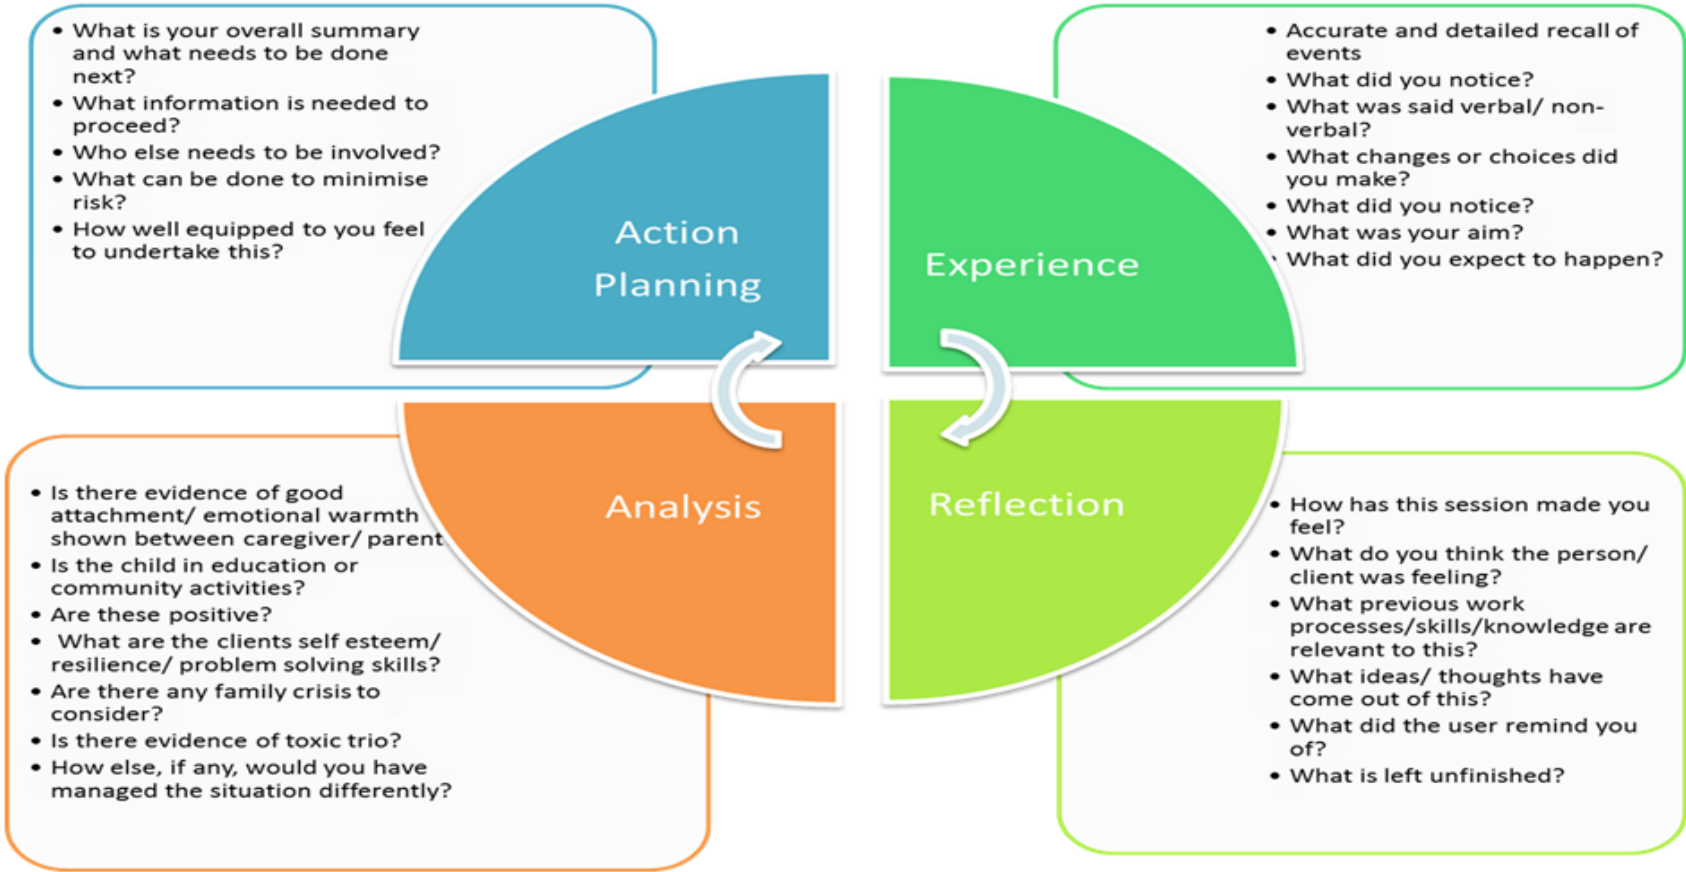 • What is your overall summary
and what needs to be done
next?
• What information is needed to
proceed?
• Who else needs to be involved?
• What can be done to minimise
risk?
• How well equipped to you feel
to undertake this?
Action
Planning
• Accurate and detailed recall of
events
• What did you notice?
• What was said verbal/ non-
verbal?
• What changes or choices did
you make?
• What did you notice?
• What was your aim?
• What did you expect to happen?
Experience
• Is there evidence of good
attachment/ emotional warmth
shown between caregiver/ parent
• Is the child in education or
community activities?
• Are these positive?
• What are the clients self esteem/
resilience/ problem solving skills?
• Are there any family crisis to
consider?
• Is there evidence of toxic trio?
• How else, if any, would you have
managed the situation differently?
Analysis
Reflection
• How has this session made you
feel?
• What do you think the person/
client was feeling?
• What previous work
processes/skills/knowledge are
relevant to this?
• What ideas/ thoughts have
come out of this?
• What did the user remind you
of?
• What is left unfinished?